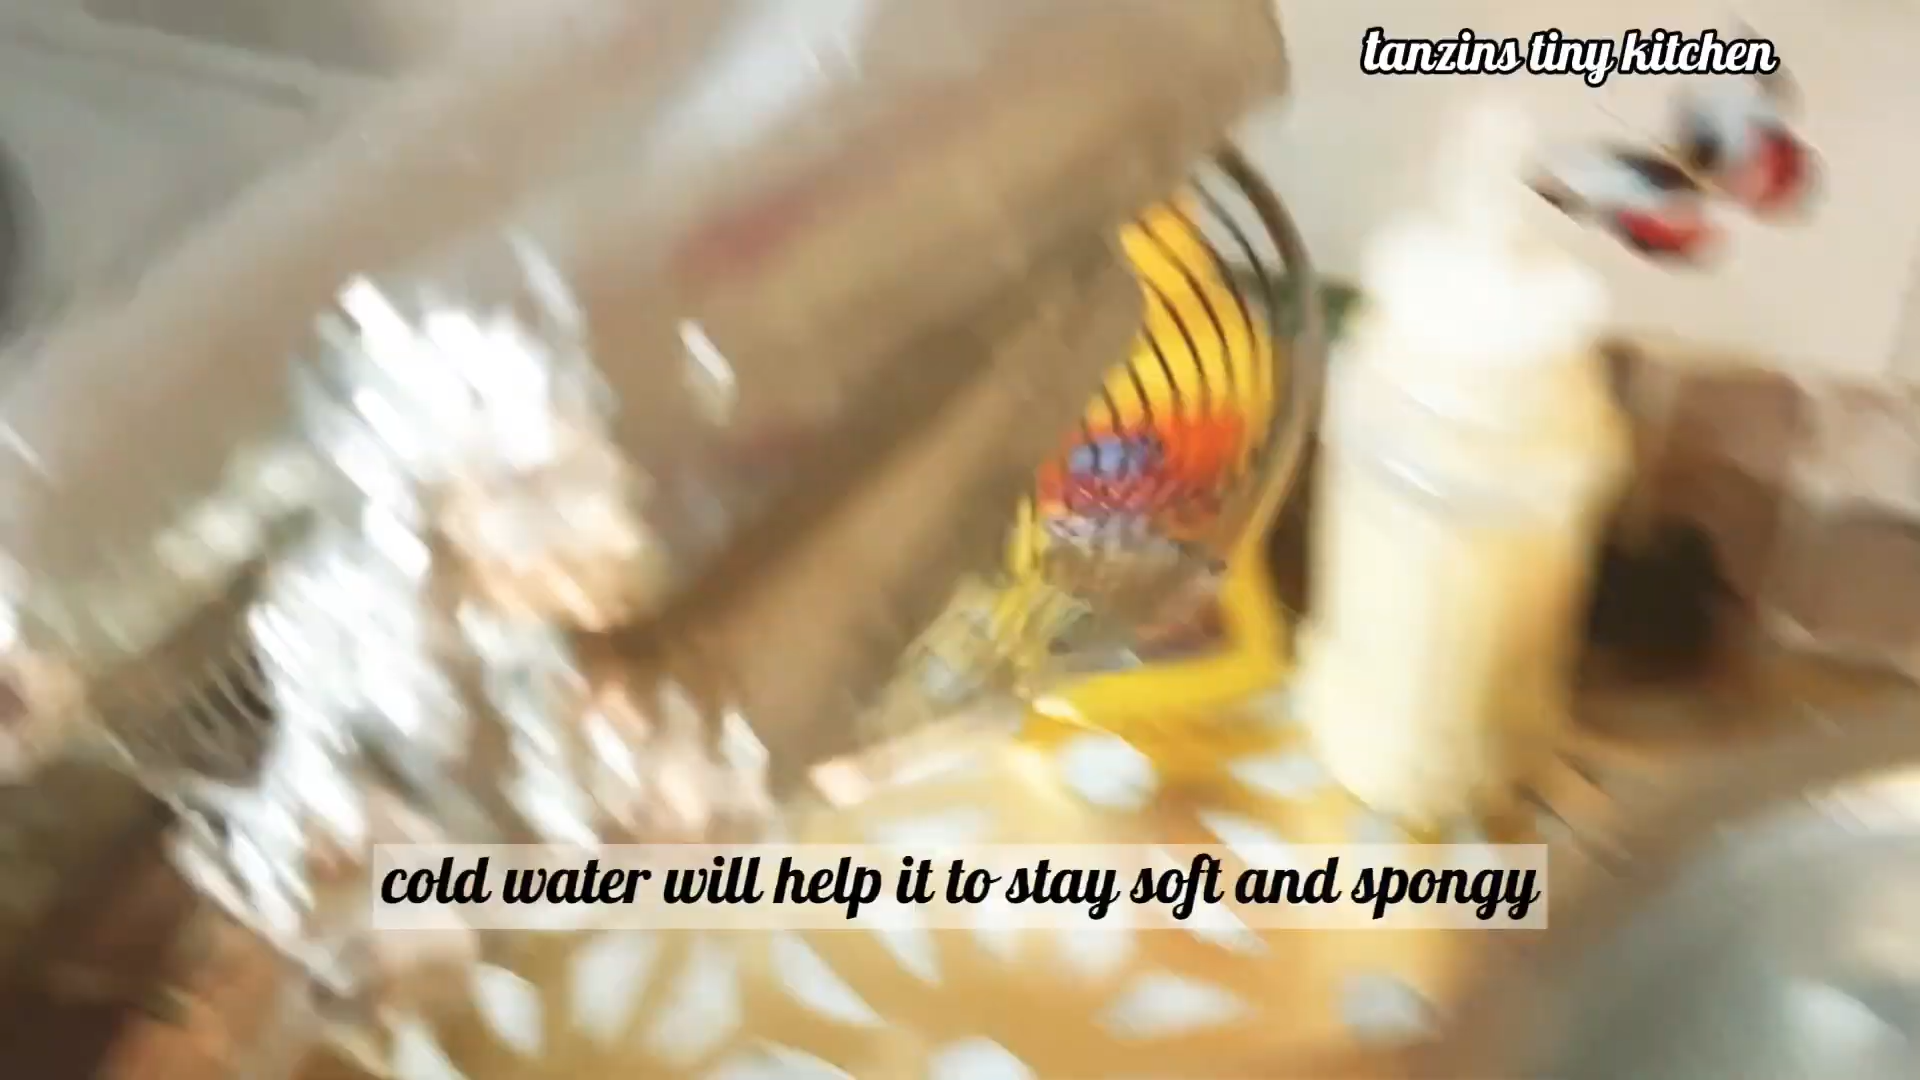 tanzins tiny kitchen
cold water will help it to stay soft and spongy